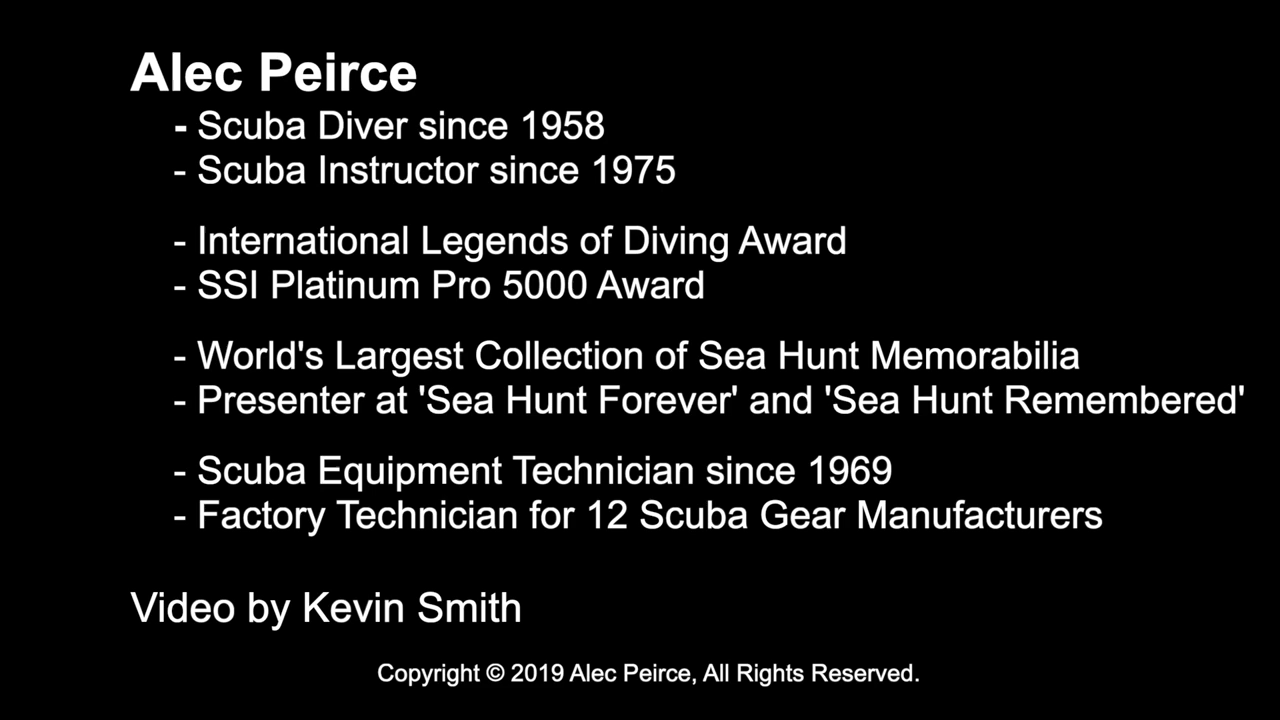 Alec Peirce
- Scuba Diver since 1958
- Scuba Instructor since 1975
- International Legends of Diving Award
- SSI Platinum Pro 5000 Award
- World's Largest Collection of Sea Hunt Memorabilia
- Presenter at 'Sea Hunt Forever' and 'Sea Hunt Remembered'
- Scuba Equipment Technician since 1969
- Factory Technician for 12 Scuba Gear Manufacturers
Video by Kevin Smith
Copyright © 2019 Alec Peirce, All Rights Reserved.